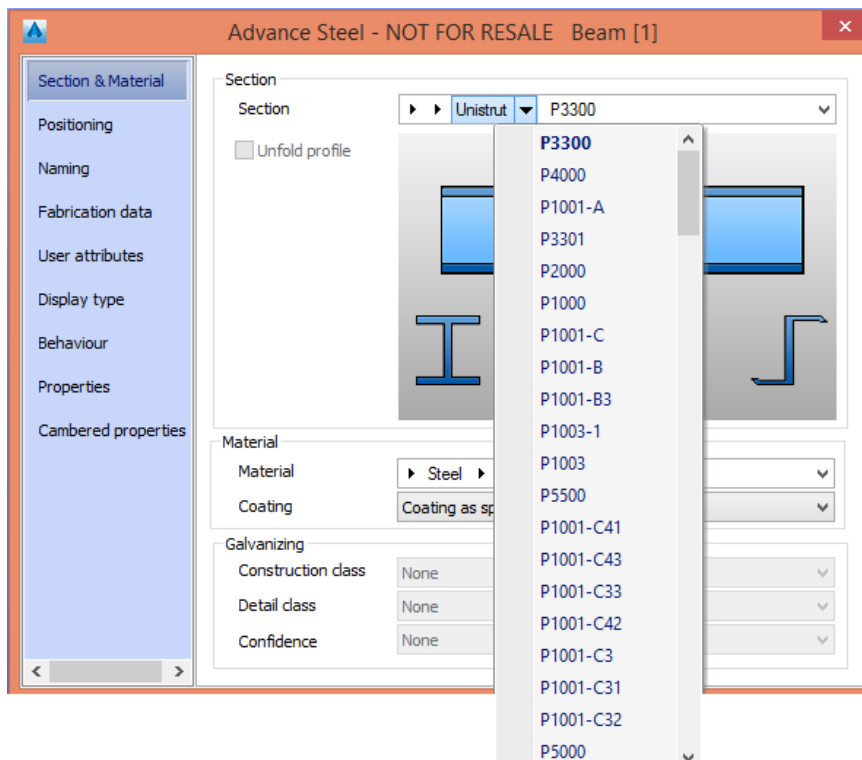 Advance Steel - NOT FOR RESALE Beam [1]
Section & Material
Positioning
Naming
Fabrication data
User attributes
Display type
Behaviour
Properties
Cambered properties
Section
Section
Unistrut
P3300
Unfold profile
P3300
P4000
P1001-A
P3301
P2000
P1000
P1001-C
P1001-B
P1001-B3
P1003-1
P1003
P5500
P1001-C41
P1001-C43
P1001-C33
P1001-C42
P1001-C3
P1001-C31
P1001-C32
P5000
Material
Material
Steel
Coating
Coating as sp
Galvanizing
Construction class
None
Detail class
None
Confidence
None